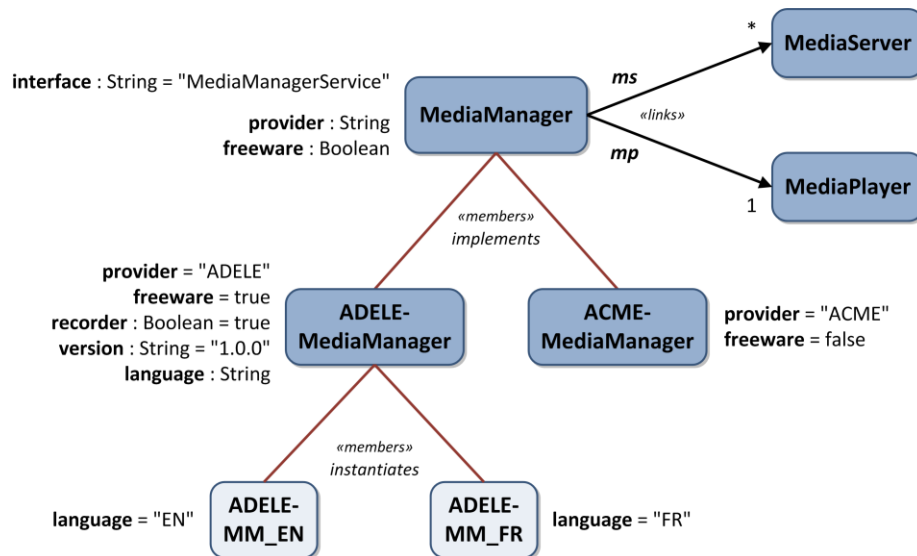 *
MediaServer
interface : String = "MediaManagerService"
ms
MediaManager
«links»
provider : String
freeware : Boolean
mp
MediaPlayer
1
«members»
implements
provider = "ADELE"
freeware = true
recorder : Boolean = true
version : String = "1.0.0"
language : String
ADELE-
MediaManager
ACME-
MediaManager
provider = "ACME"
freeware = false
«members»
instantiates
language = "EN"
ADELE-
MM_EN
ADELE-
MM_FR
language = "FR"